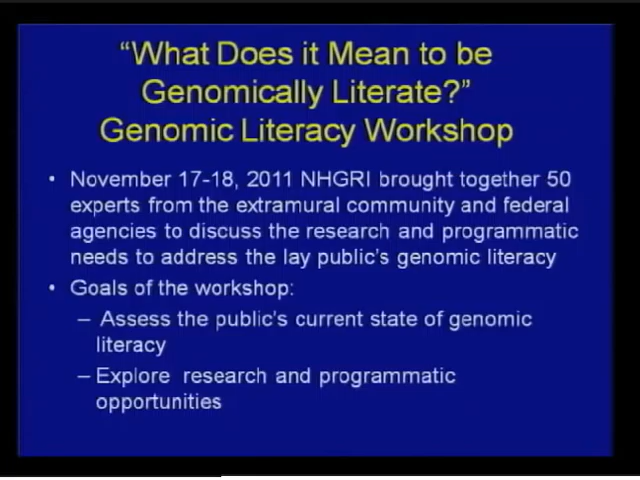 “What Does it Mean to be
Genomically Literate?”
Genomic Literacy Workshop
• November 17-18, 2011 NHGRI brought together 50
experts from the extramural community and federal
agencies to discuss the research and programmatic
needs to address the lay public’s genomic literacy
• Goals of the workshop:
– Assess the public’s current state of genomic
literacy
– Explore research and programmatic
opportunities